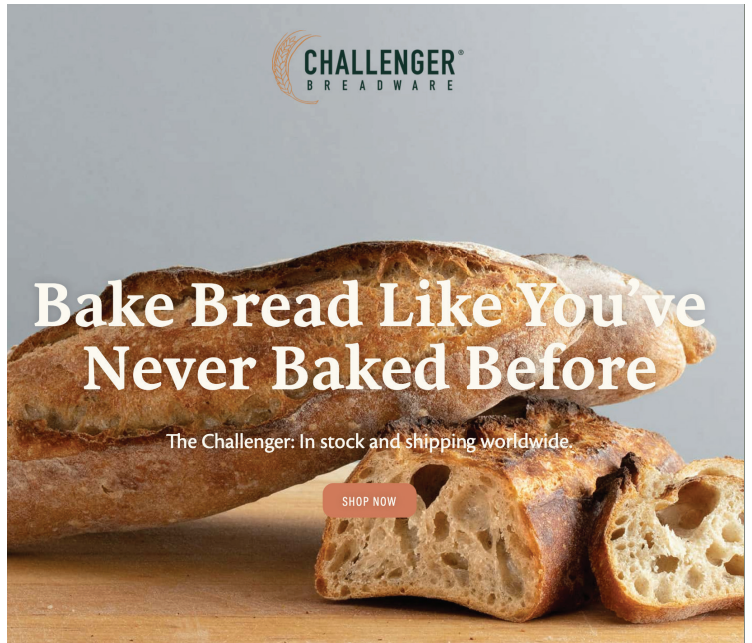 CHALLENGER®
BREADWARE
Bake Bread Like You’ve
Never Baked Before
The Challenger: In stock and shipping worldwide.
SHOP NOW